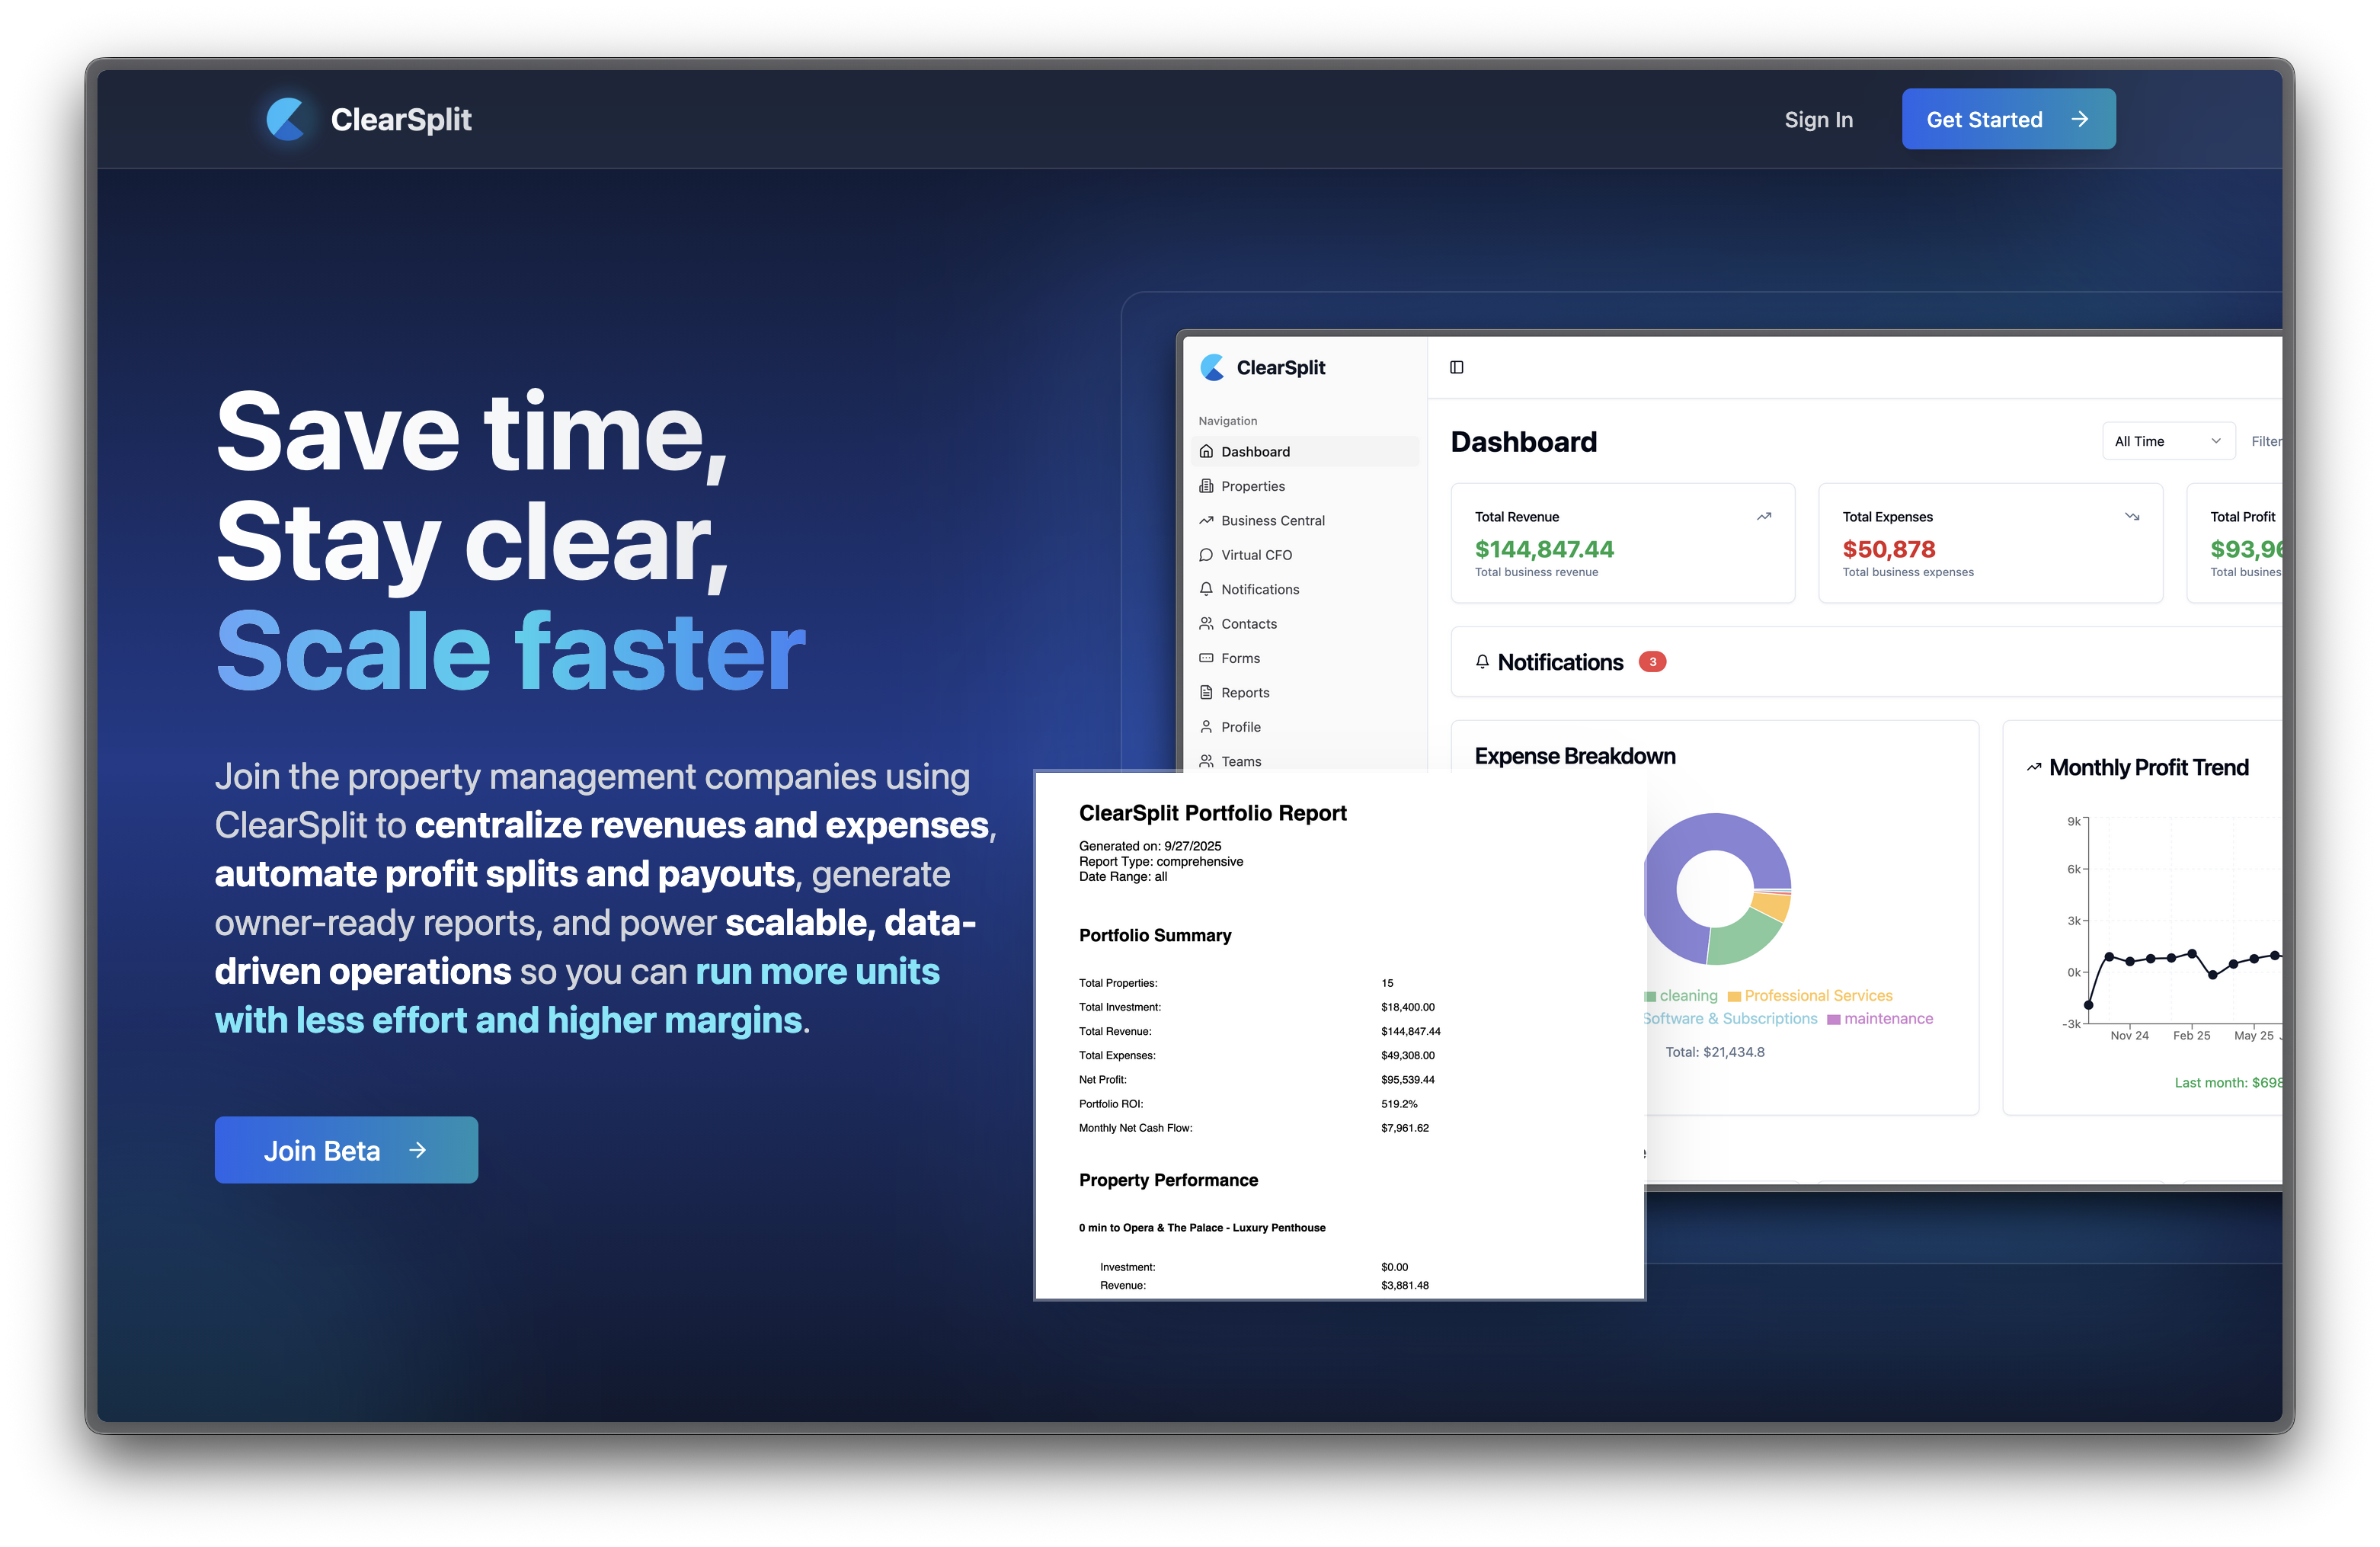 ClearSplit
Sign In
Get Started
Save time,
Stay clear,
Scale faster
Join the property management companies using
ClearSplit to centralize revenues and expenses,
automate profit splits and payouts, generate
owner-ready reports, and power scalable, data-
driven operations so you can run more units
with less effort and higher margins.
Join Beta
ClearSplit
Navigation
Dashboard
Properties
Business Central
Virtual CFO
Notifications
Contacts
Forms
Reports
Profile
Teams
Dashboard
All Time
Filter
Total Revenue
$144,847.44
Total business revenue
Total Expenses
$50,878
Total business expenses
Total Profit
$93,96
Total busines
Notifications
3
Expense Breakdown
cleaning
Professional Services
Software & Subscriptions
maintenance
Total: $21,434.8
Monthly Profit Trend
9k
6k
3k
0k
-3k
Nov 24
Feb 25
May 25
Last month: $698
ClearSplit Portfolio Report
Generated on: 9/27/2025
Report Type: comprehensive
Date Range: all
Portfolio Summary
Total Properties: 15
Total Investment: $18,400.00
Total Revenue: $144,847.44
Total Expenses: $49,308.00
Net Profit: $95,539.44
Portfolio ROI: 519.2%
Monthly Net Cash Flow: $7,961.62
Property Performance
0 min to Opera & The Palace - Luxury Penthouse
Investment: $0.00
Revenue: $3,881.48